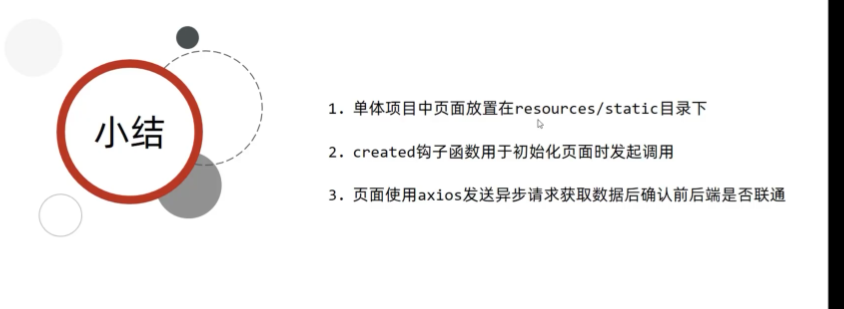 小结
1. 单体项目中页面放置在resources/static目录下
2. created钩子函数用于初始化页面时发起调用
3. 页面使用axios发送异步请求获取数据后确认前后端是否联通